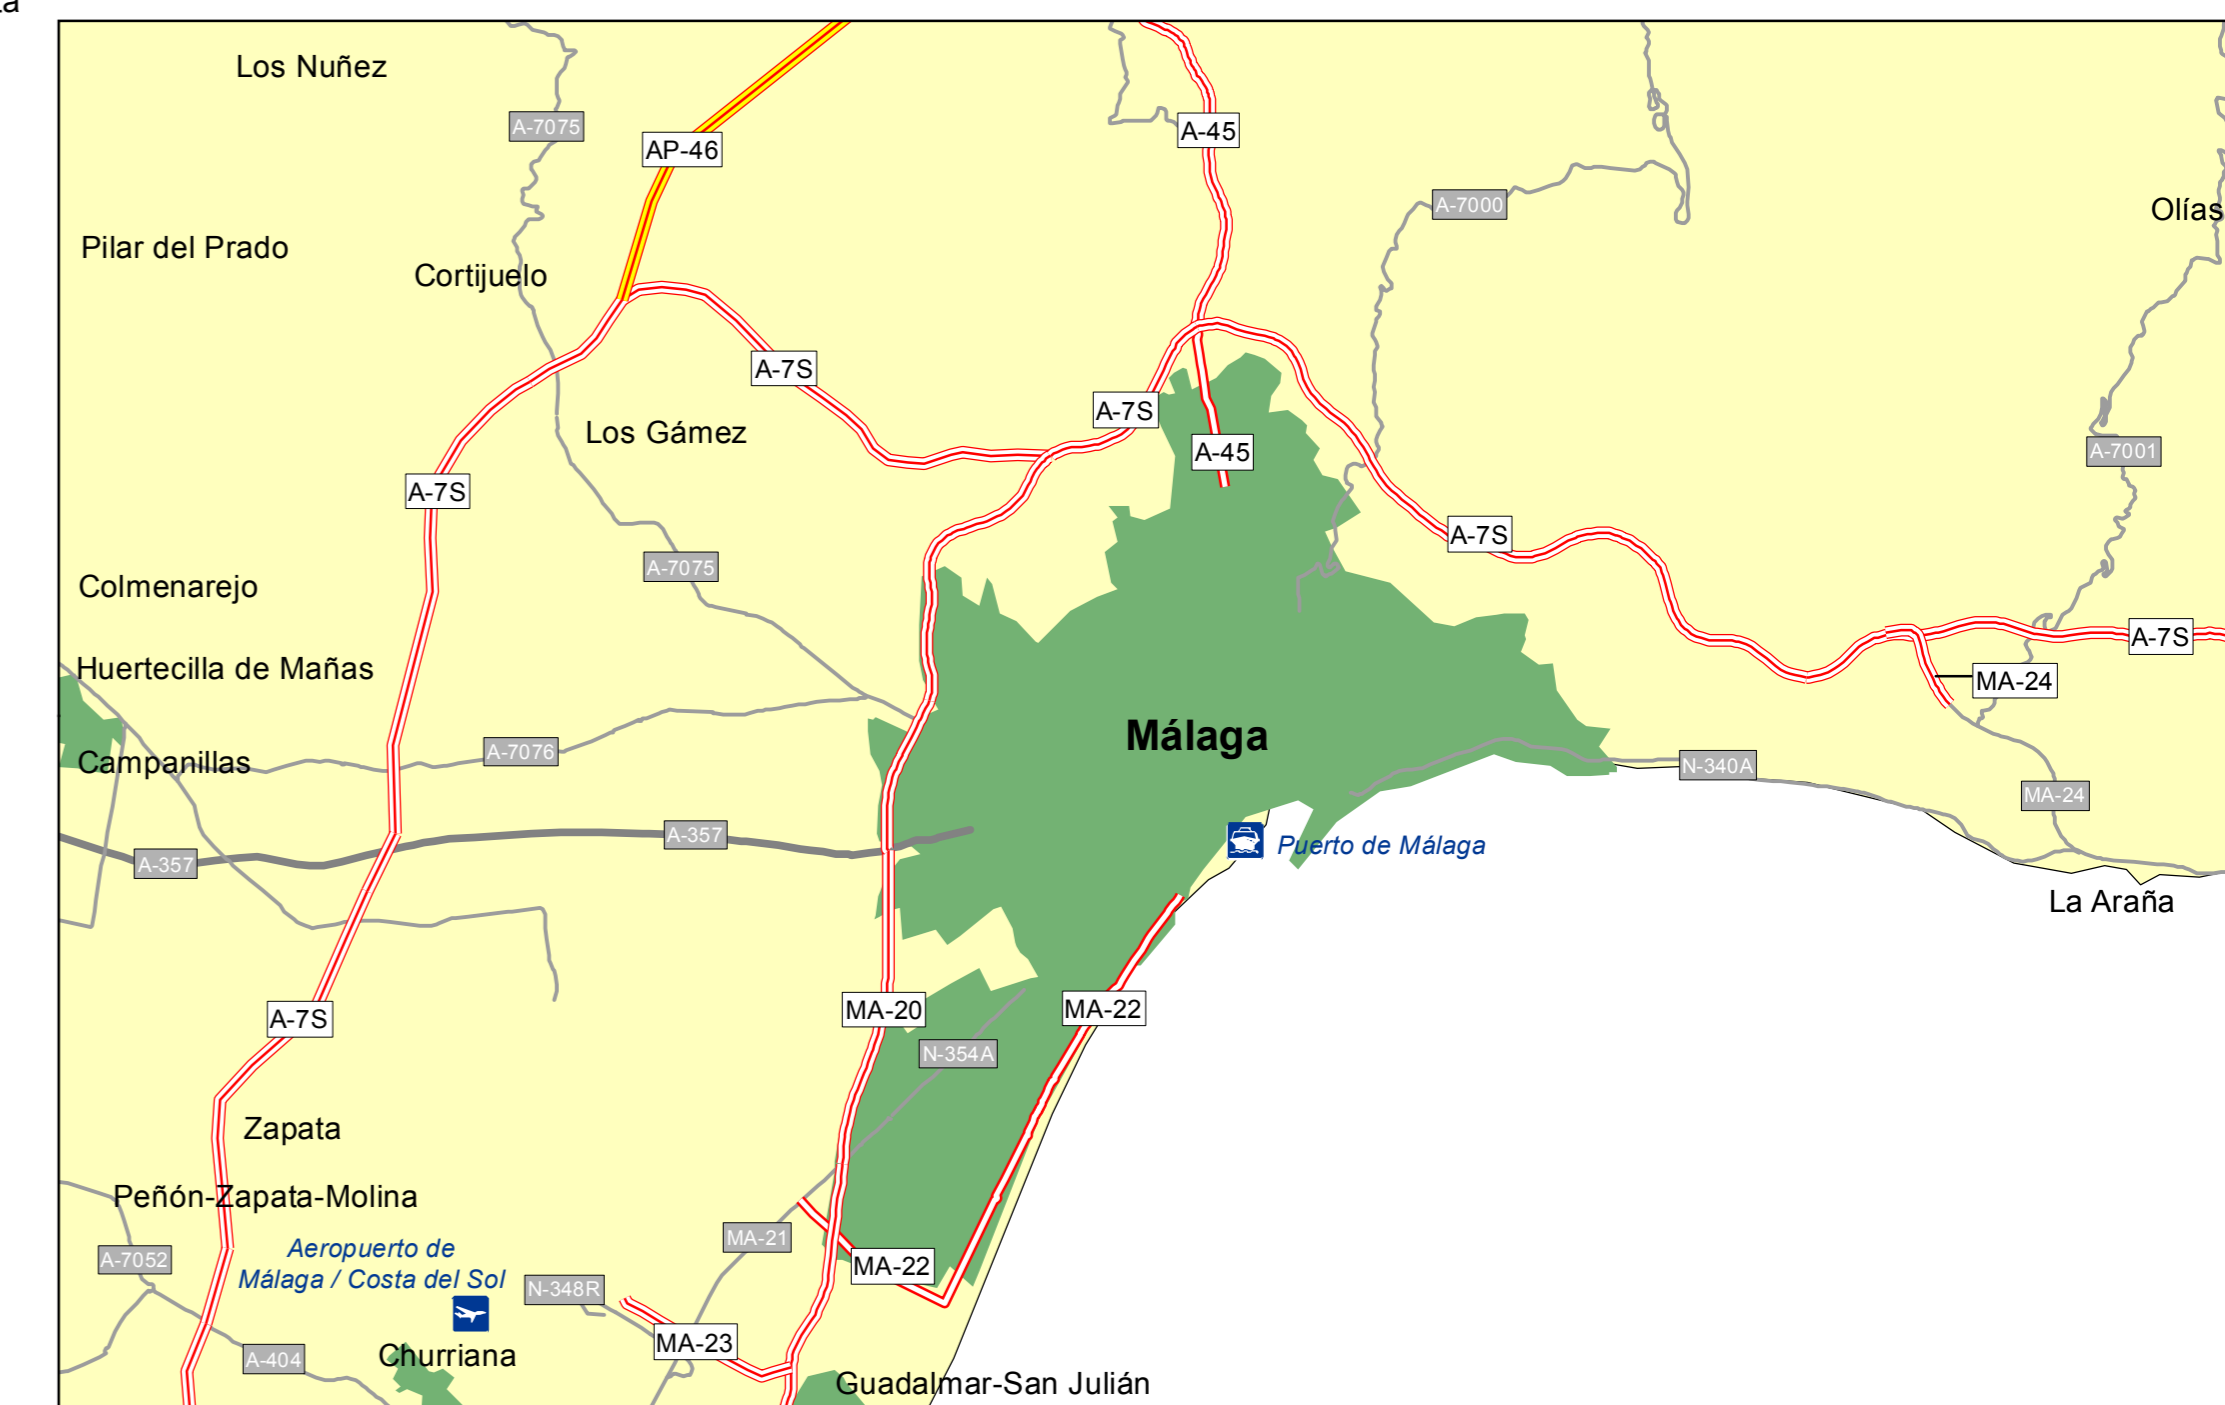 Los Nuñez
A-7075
AP-46
A-45
A-7000
Olías
Pilar del Prado
Cortijuelo
A-7S
A-7S
Los Gámez
A-45
A-7001
A-7S
A-7S
A-7075
Colmenarejo
A-7S
Huertecilla de Mañas
MA-24
Málaga
A-7076
Campanillas
N-340A
MA-24
A-357
A-357
Puerto de Málaga
La Araña
A-7S
MA-20
MA-22
N-354A
Zapata
Peñón-Zapata-Molina
MA-21
Aeropuerto de
Málaga / Costa del Sol
A-7052
MA-22
N-348R
MA-23
Churriana
A-404
Guadalmar-San Julián